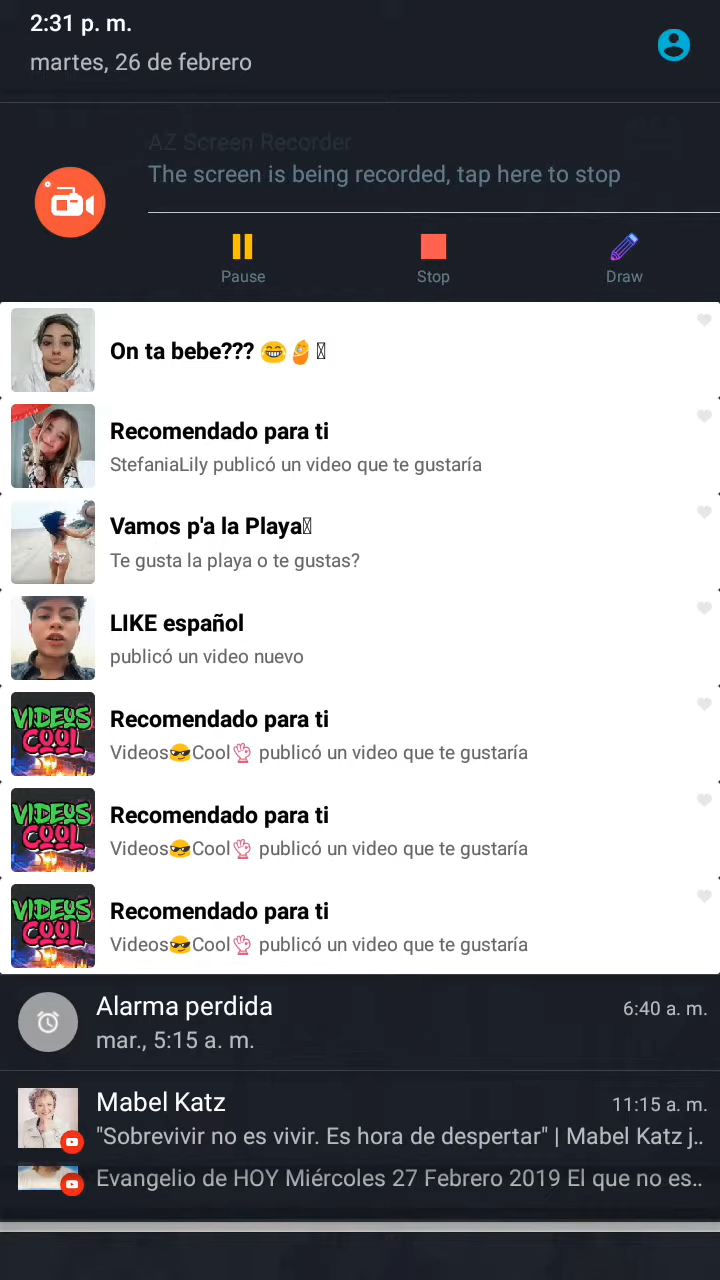 2:31 p. m.
martes, 26 de febrero
AZ Screen Recorder
The screen is being recorded, tap here to stop
Pause Stop Draw
On ta bebe??? 😂
Recomendado para ti
StefaniaLily publicó un video que te gustaría
Vamos p'a la Playa
Te gusta la playa o te gustas?
LIKE español
publicó un video nuevo
VIDEOS
COOL
Recomendado para ti
Videos😎Cool👌 publicó un video que te gustaría
VIDEOS
COOL
Recomendado para ti
Videos😎Cool👌 publicó un video que te gustaría
VIDEOS
COOL
Recomendado para ti
Videos😎Cool👌 publicó un video que te gustaría
Alarma perdida 6:40 a. m.
mar., 5:15 a. m.
Mabel Katz 11:15 a. m.
"Sobrevivir no es vivir. Es hora de despertar" | Mabel Katz j..
Evangelio de HOY Miércoles 27 Febrero 2019 El que no es..